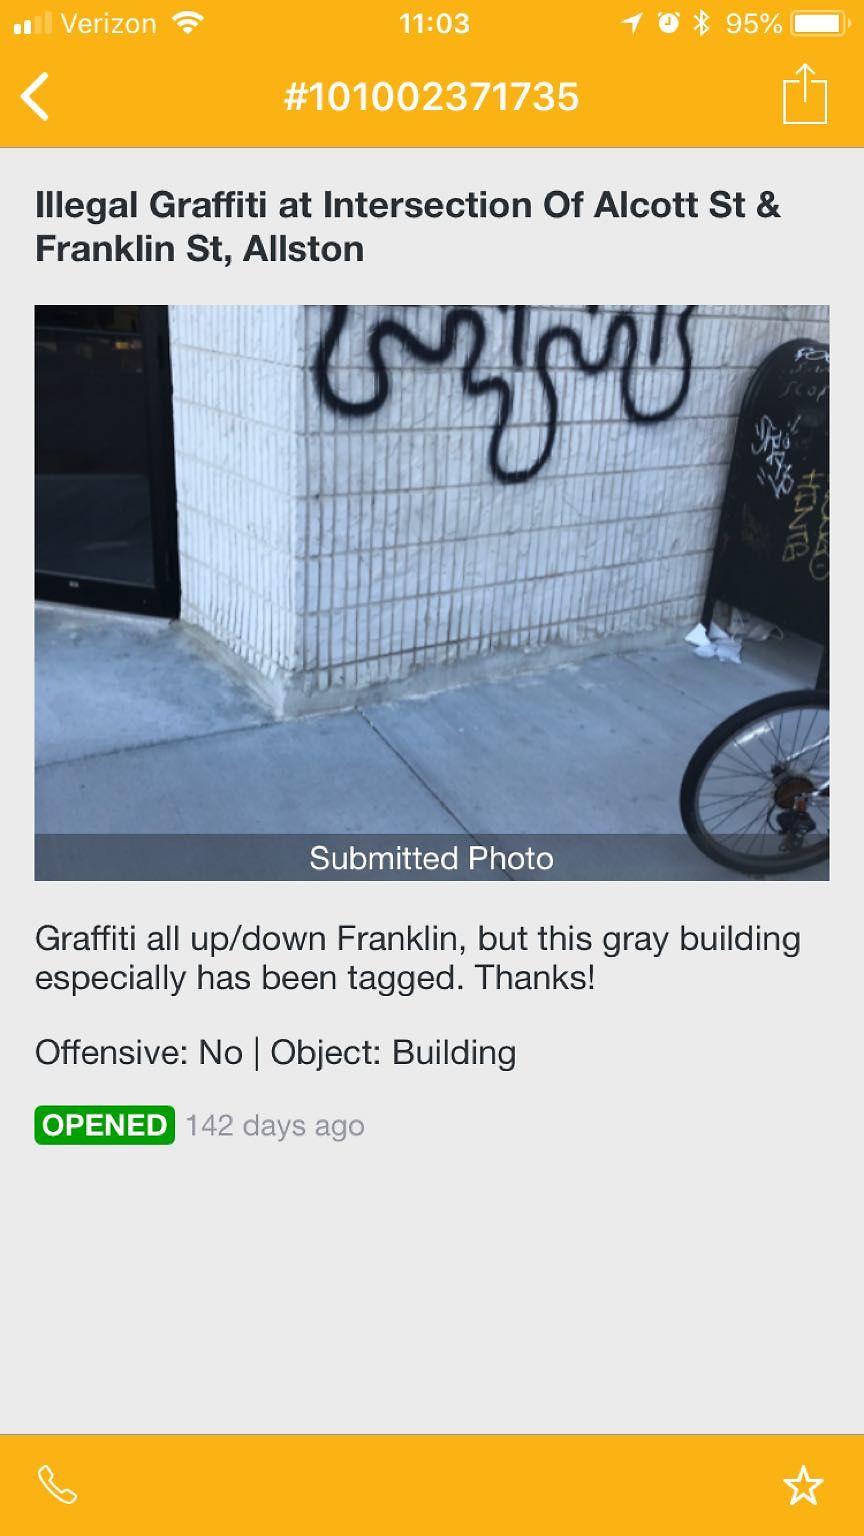 Verizon 11:03 95%
#101002371735
Illegal Graffiti at Intersection Of Alcott St &
Franklin St, Allston
Submitted Photo
Graffiti all up/down Franklin, but this gray building
especially has been tagged. Thanks!
Offensive: No | Object: Building
OPENED 142 days ago